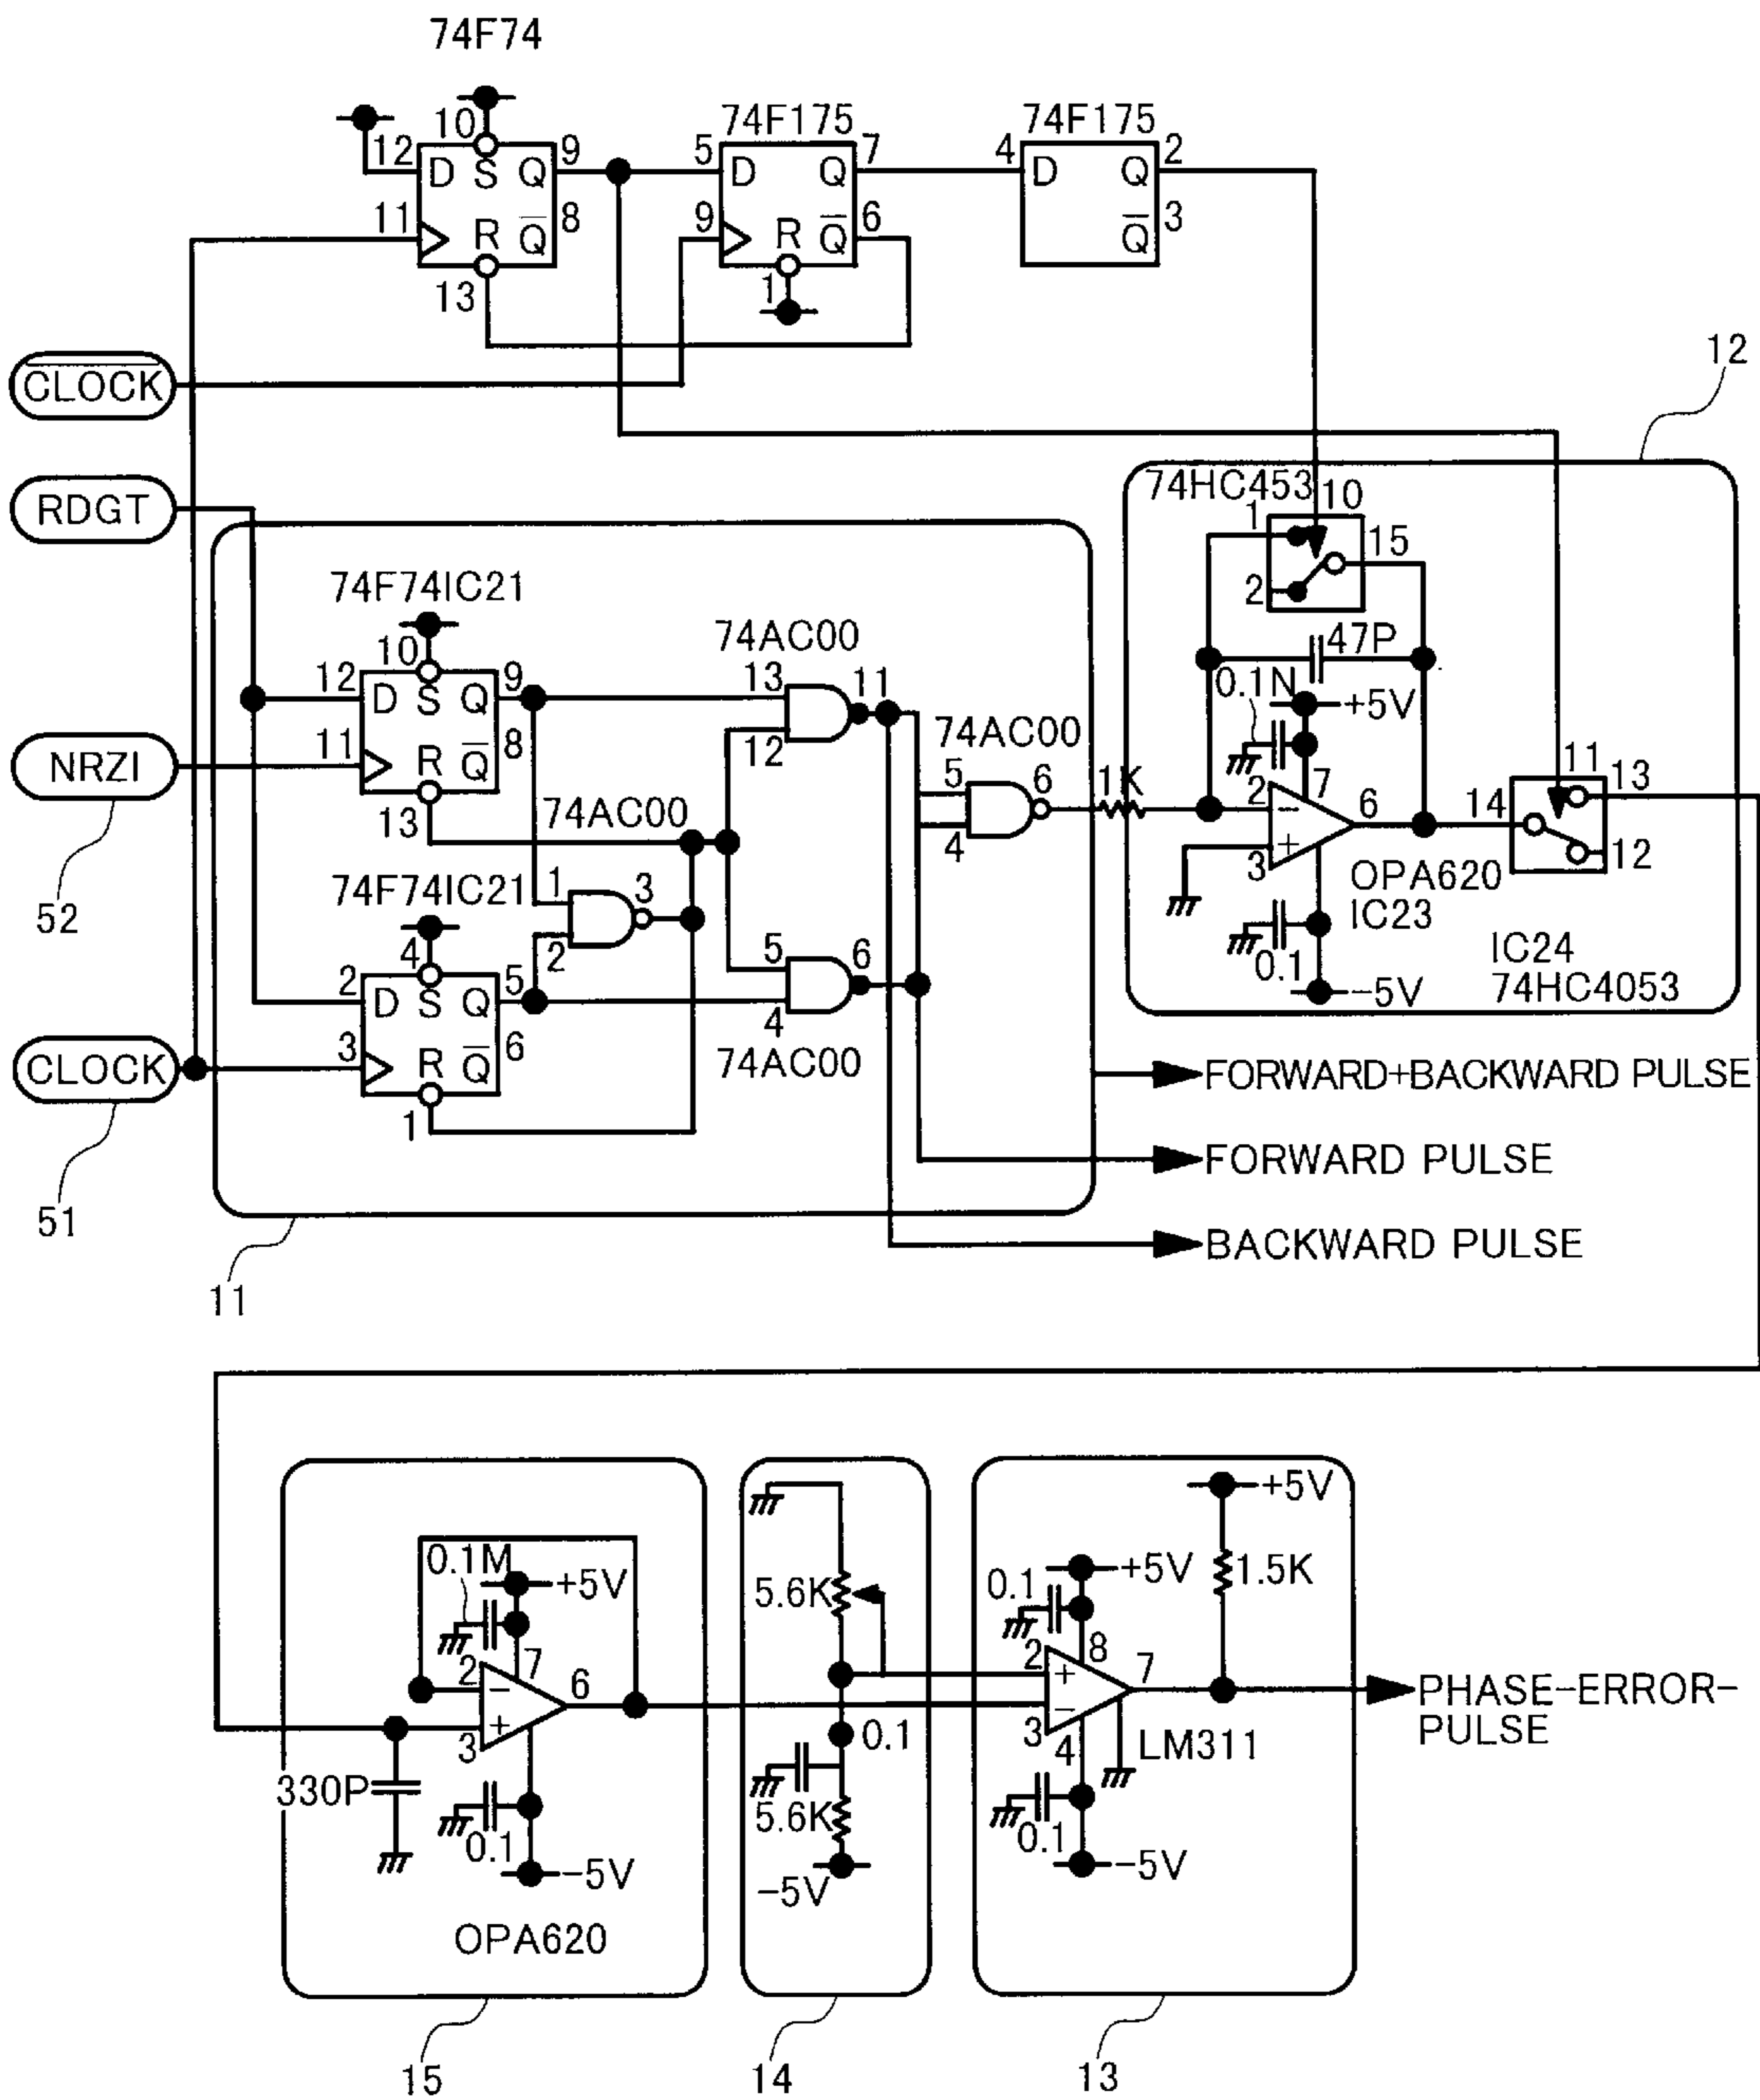 74F74
74F175
74F175
10
12
D
S
Q
9
11
R
Q̅
8
13
5
D
Q
7
9
R
Q̅
6
1
4
D
Q
2
Q̅
3
C̅L̅O̅C̅K̅
12
RDGT
74HC453
10
1
15
2
47P
0.1N
+5V
7
2
−
6
+
3
OPA620
IC23
0.1
−5V
14
11
13
12
IC24
74HC4053
74F74IC21
10
12
D
S
Q
9
11
R
Q̅
8
13
NRZI
52
74AC00
13
11
12
74AC00
5
6
4
1K
74AC00
1
3
2
74F74IC21
4
2
D
S
Q
5
3
R
Q̅
6
1
CLOCK
51
5
6
4
74AC00
FORWARD+BACKWARD PULSE
FORWARD PULSE
BACKWARD PULSE
11
0.1M
+5V
7
2
−
6
+
3
330P
0.1
−5V
OPA620
15
5.6K
0.1
5.6K
−5V
14
+5V
1.5K
0.1
+5V
8
2
+
7
−
3
4
LM311
0.1
−5V
PHASE-ERROR-
PULSE
13